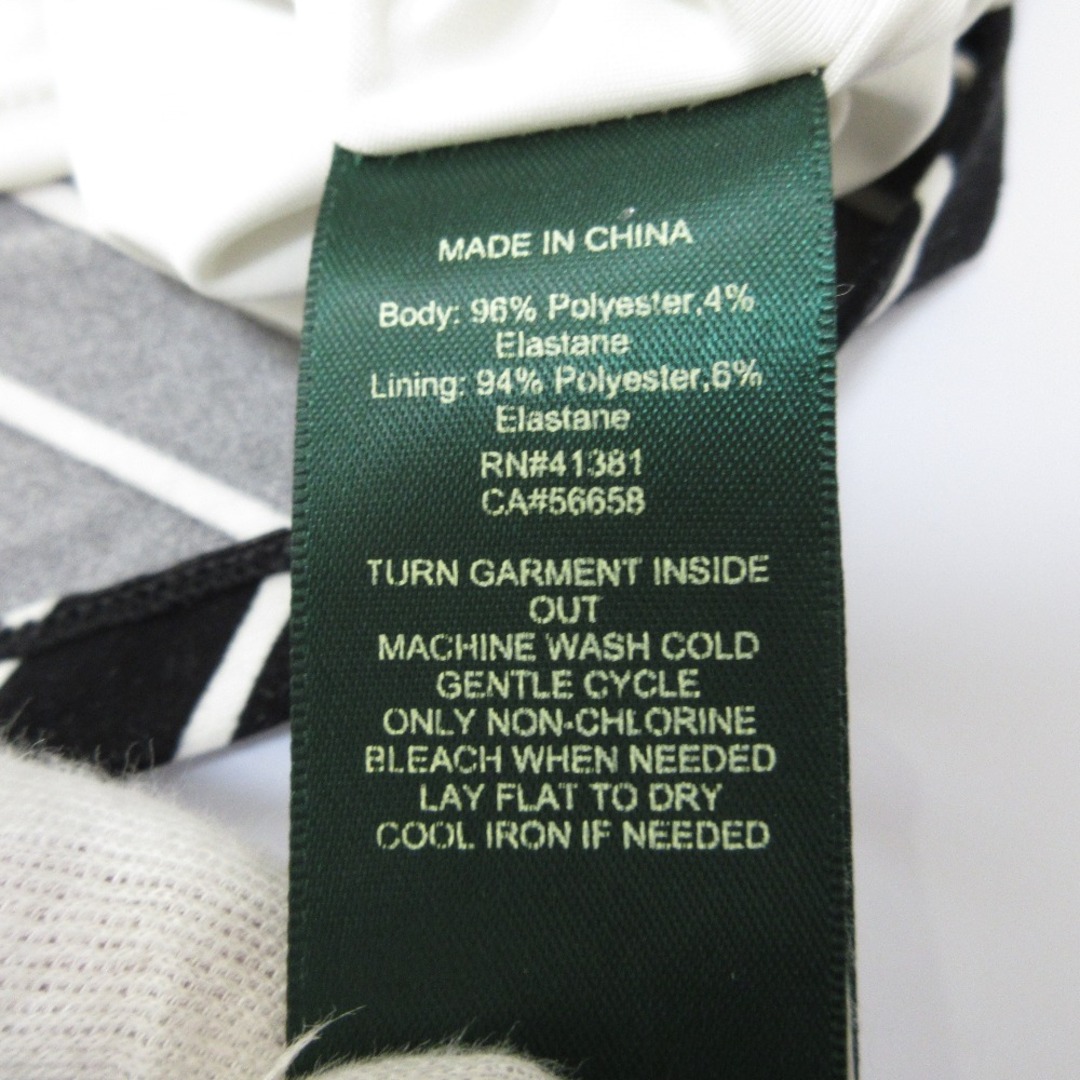 MADE IN CHINA
Body: 96% Polyester,4%
Elastane
Lining: 94% Polyester,6%
Elastane
RN#41381
CA#56658
TURN GARMENT INSIDE
OUT
MACHINE WASH COLD
GENTLE CYCLE
ONLY NON-CHLORINE
BLEACH WHEN NEEDED
LAY FLAT TO DRY
COOL IRON IF NEEDED